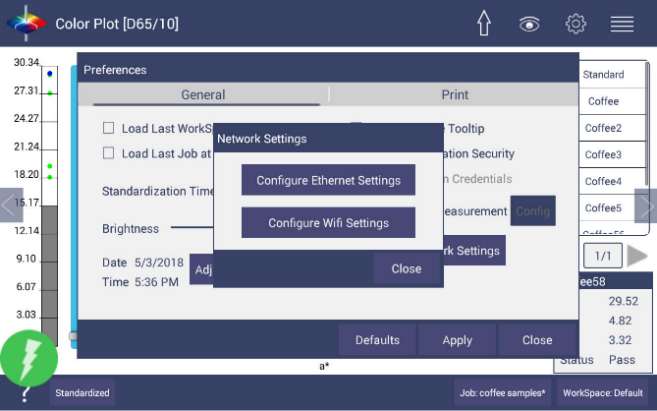 Color Plot [D65/10]
30.34
27.31
24.27
21.24
18.20
15.17
12.14
9.10
6.07
3.03
Preferences
General
Print
Load Last WorkS
Load Last Job at
Standardization Time
Brightness
Date 5/3/2018
Time 5:36 PM
Adj
Tooltip
ation Security
n Credentials
easurement
Config
rk Settings
Network Settings
Configure Ethernet Settings
Configure Wifi Settings
Close
Defaults
Apply
Close
Standard
Coffee
Coffee2
Coffee3
Coffee4
Coffee5
1/1
ee58
29.52
4.82
3.32
Status Pass
a*
?
Standardized
Job: coffee samples*
WorkSpace: Default